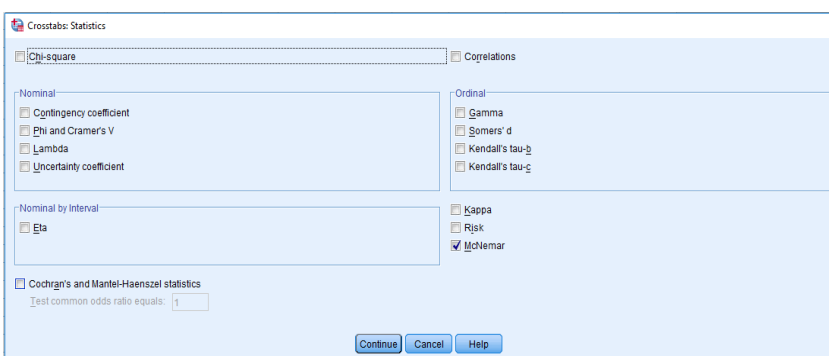 Crosstabs: Statistics
Chi-square
Correlations
Nominal
Contingency coefficient
Phi and Cramer's V
Lambda
Uncertainty coefficient
Ordinal
Gamma
Somers' d
Kendall's tau-b
Kendall's tau-c
Nominal by Interval
Eta
Kappa
Risk
McNemar
Cochran's and Mantel-Haenszel statistics
Test common odds ratio equals: 1
Continue Cancel Help